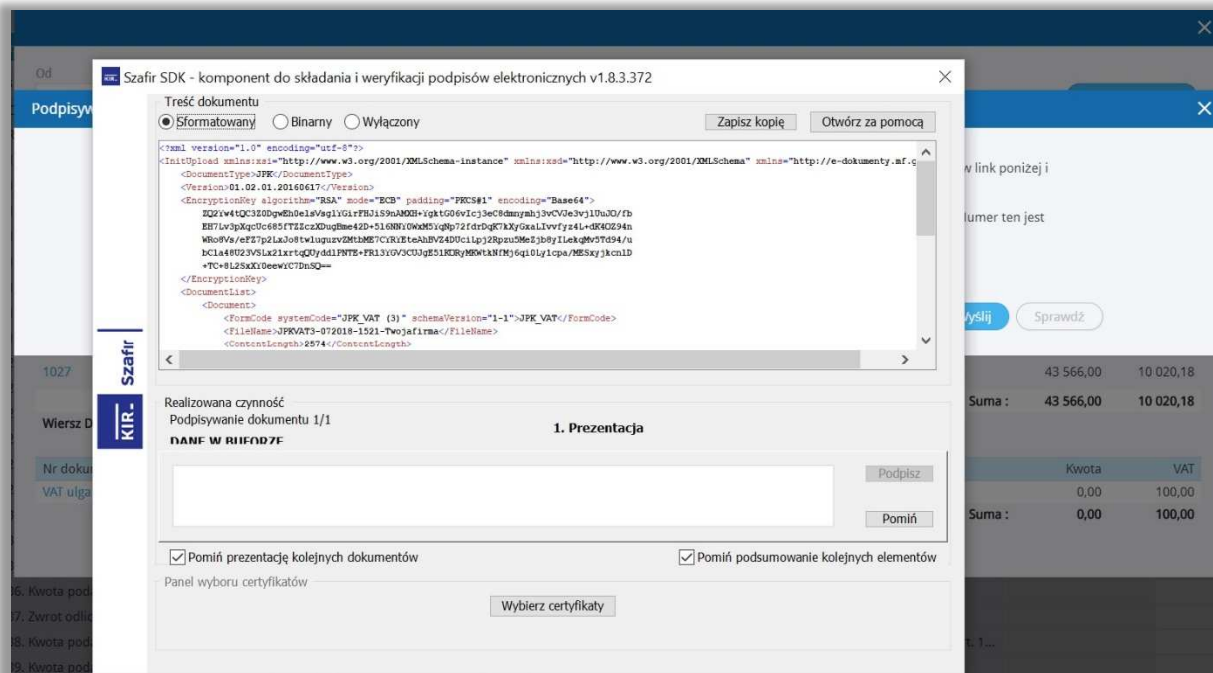 Od
Podpisyw
w link poniżej i
lumer ten jest
yślij
Sprawdź
KIR. Szafir SDK - komponent do składania i weryfikacji podpisów elektronicznych v1.8.3.372
Treść dokumentu
Sformatowany Binarny Wyłączony Zapisz kopię Otwórz za pomocą
<?xml version="1.0" encoding="utf-8"?>
<InitUpload xmlns:xsi="http://www.w3.org/2001/XMLSchema-instance" xmlns:xsd="http://www.w3.org/2001/XMLSchema" xmlns="http://e-dokumenty.mf.g
<DocumentType>JPK</DocumentType>
<Version>01.02.01.20160617</Version>
<EncryptionKey algorithm="RSA" mode="ECB" padding="PKCS#1" encoding="Base64">
</EncryptionKey>
<DocumentList>
<Document>
<FormCode systemCode="JPK_VAT (3)" schemaVersion="1-1">JPK_VAT</FormCode>
<FileName>JPKVAT3-072018-1521-Twojafirma</FileName>
<ContentLength>2574</ContentLength>
Szafir
KIR.
Realizowana czynność
Podpisywanie dokumentu 1/1
1. Prezentacja
DANE W BUFORZE
Podpisz
Pomiń
Pomiń prezentację kolejnych dokumentów
Pomiń podsumowanie kolejnych elementów
Panel wyboru certyfikatów
Wybierz certyfikaty
1027 43 566,00 10 020,18
Suma : 43 566,00 10 020,18
Wiersz D
Nr doku Kwota VAT
VAT ulga 0,00 100,00
Suma : 0,00 100,00
36. Kwota pod
37. Zwrot odlic
38. Kwota pod t. 1...
39. Kwota pod